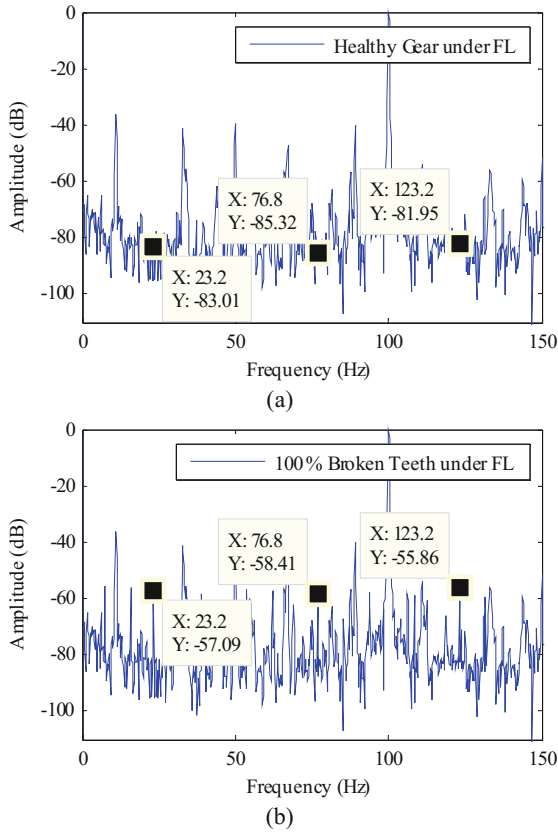 0
Healthy Gear under FL
-20
-40
X: 76.8
Y: -85.32
X: 123.2
Y: -81.95
-60
-80
X: 23.2
Y: -83.01
-100
Amplitude (dB)
0
50
100
150
Frequency (Hz)
(a)
0
100% Broken Teeth under FL
-20
-40
X: 76.8
Y: -58.41
X: 123.2
Y: -55.86
-60
X: 23.2
Y: -57.09
-80
-100
Amplitude (dB)
0
50
100
150
Frequency (Hz)
(b)